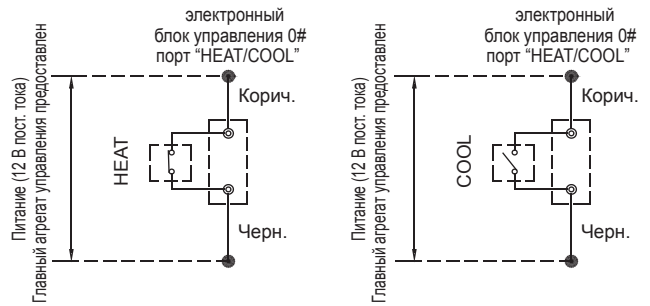 электронный
блок управления 0#
порт “HEAT/COOL”
Корич.
HEAT
Черн.
Питание (12 В пост. тока)
Главный агрегат управления предоставлен
электронный
блок управления 0#
порт “HEAT/COOL”
Корич.
COOL
Черн.
Питание (12 В пост. тока)
Главный агрегат управления предоставлен